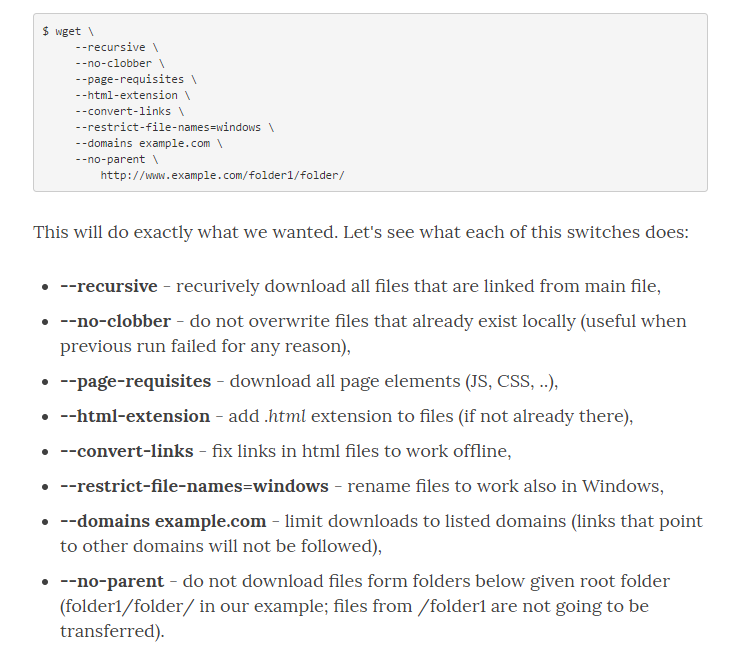 $ wget \
--recursive \
--no-clobber \
--page-requisites \
--html-extension \
--convert-links \
--restrict-file-names=windows \
--domains example.com \
--no-parent \
http://www.example.com/folder1/folder/
This will do exactly what we wanted. Let's see what each of this switches does:
• --recursive – recurively download all files that are linked from main file,
• --no-clobber – do not overwrite files that already exist locally (useful when
previous run failed for any reason),
• --page-requisites – download all page elements (JS, CSS, ..),
• --html-extension – add .html extension to files (if not already there),
• --convert-links – fix links in html files to work offline,
• --restrict-file-names=windows – rename files to work also in Windows,
• --domains example.com – limit downloads to listed domains (links that point
to other domains will not be followed),
• --no-parent – do not download files form folders below given root folder
(folder1/folder/ in our example; files from /folder1 are not going to be
transferred).